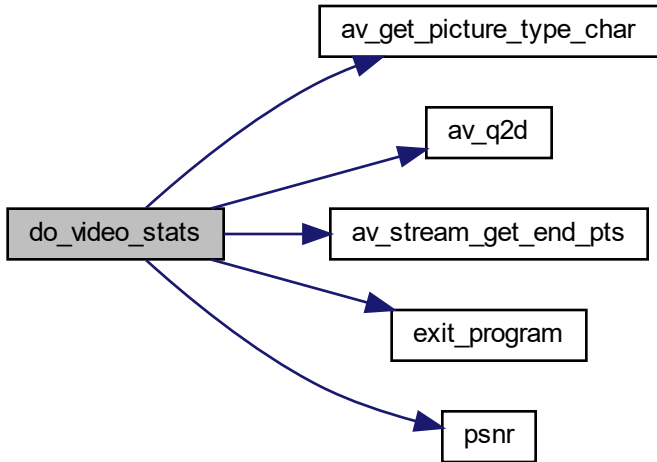 av_get_picture_type_char
av_q2d
do_video_stats
av_stream_get_end_pts
exit_program
psnr